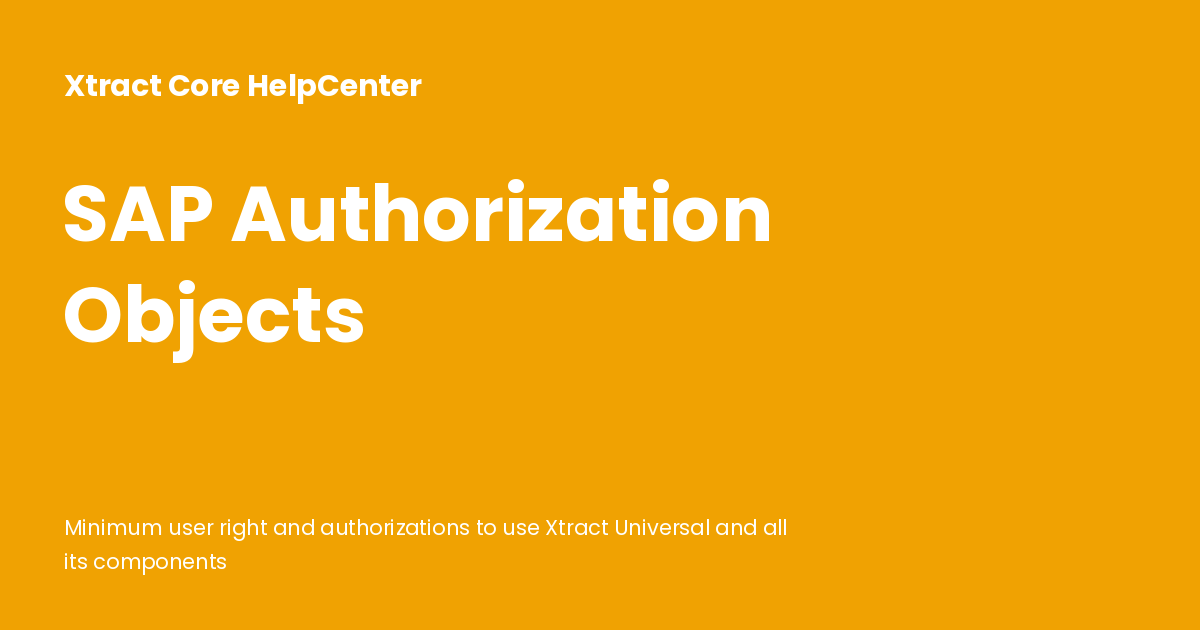 Xtract Core HelpCenter
SAP Authorization
Objects
Minimum user right and authorizations to use Xtract Universal and all
its components